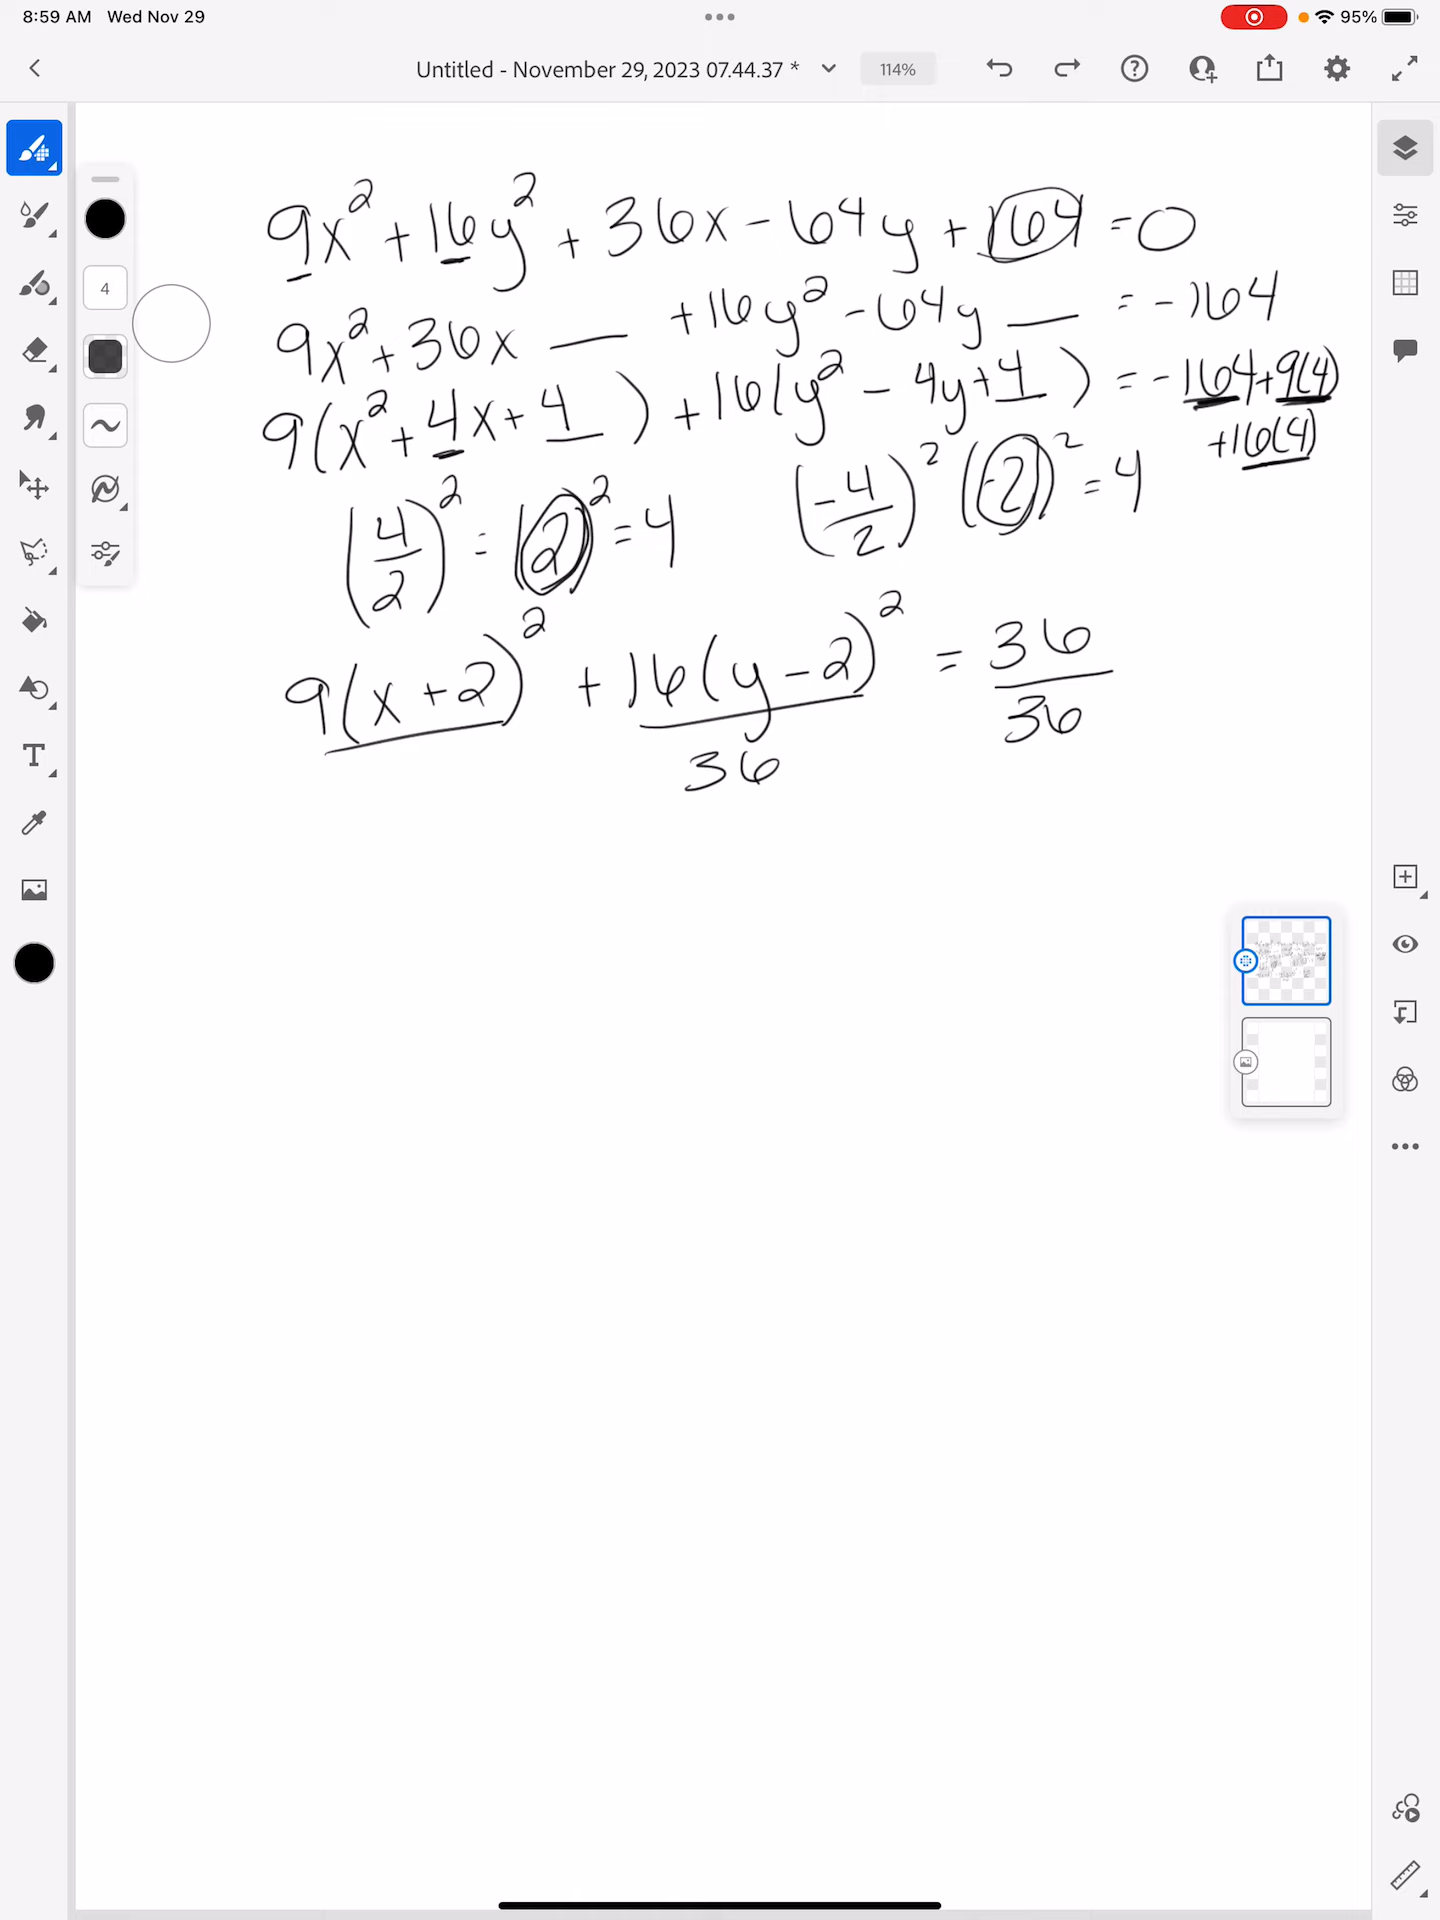 8:59 AM Wed Nov 29 95%
Untitled - November 29, 2023 07.44.37 * 114%
4
T
9x² + 16y² + 36x - 64y + 164 = 0
9x² + 36x __ + 16y² - 64y __ = -164
9(x² + 4x + 4) + 16(y² - 4y + 4) = -164 + 9(4)
+16(4)
(4/2)² = (2)² = 4 (-4/2)² (-2)² = 4
9(x + 2)² + 16(y - 2)² = 36
36 36